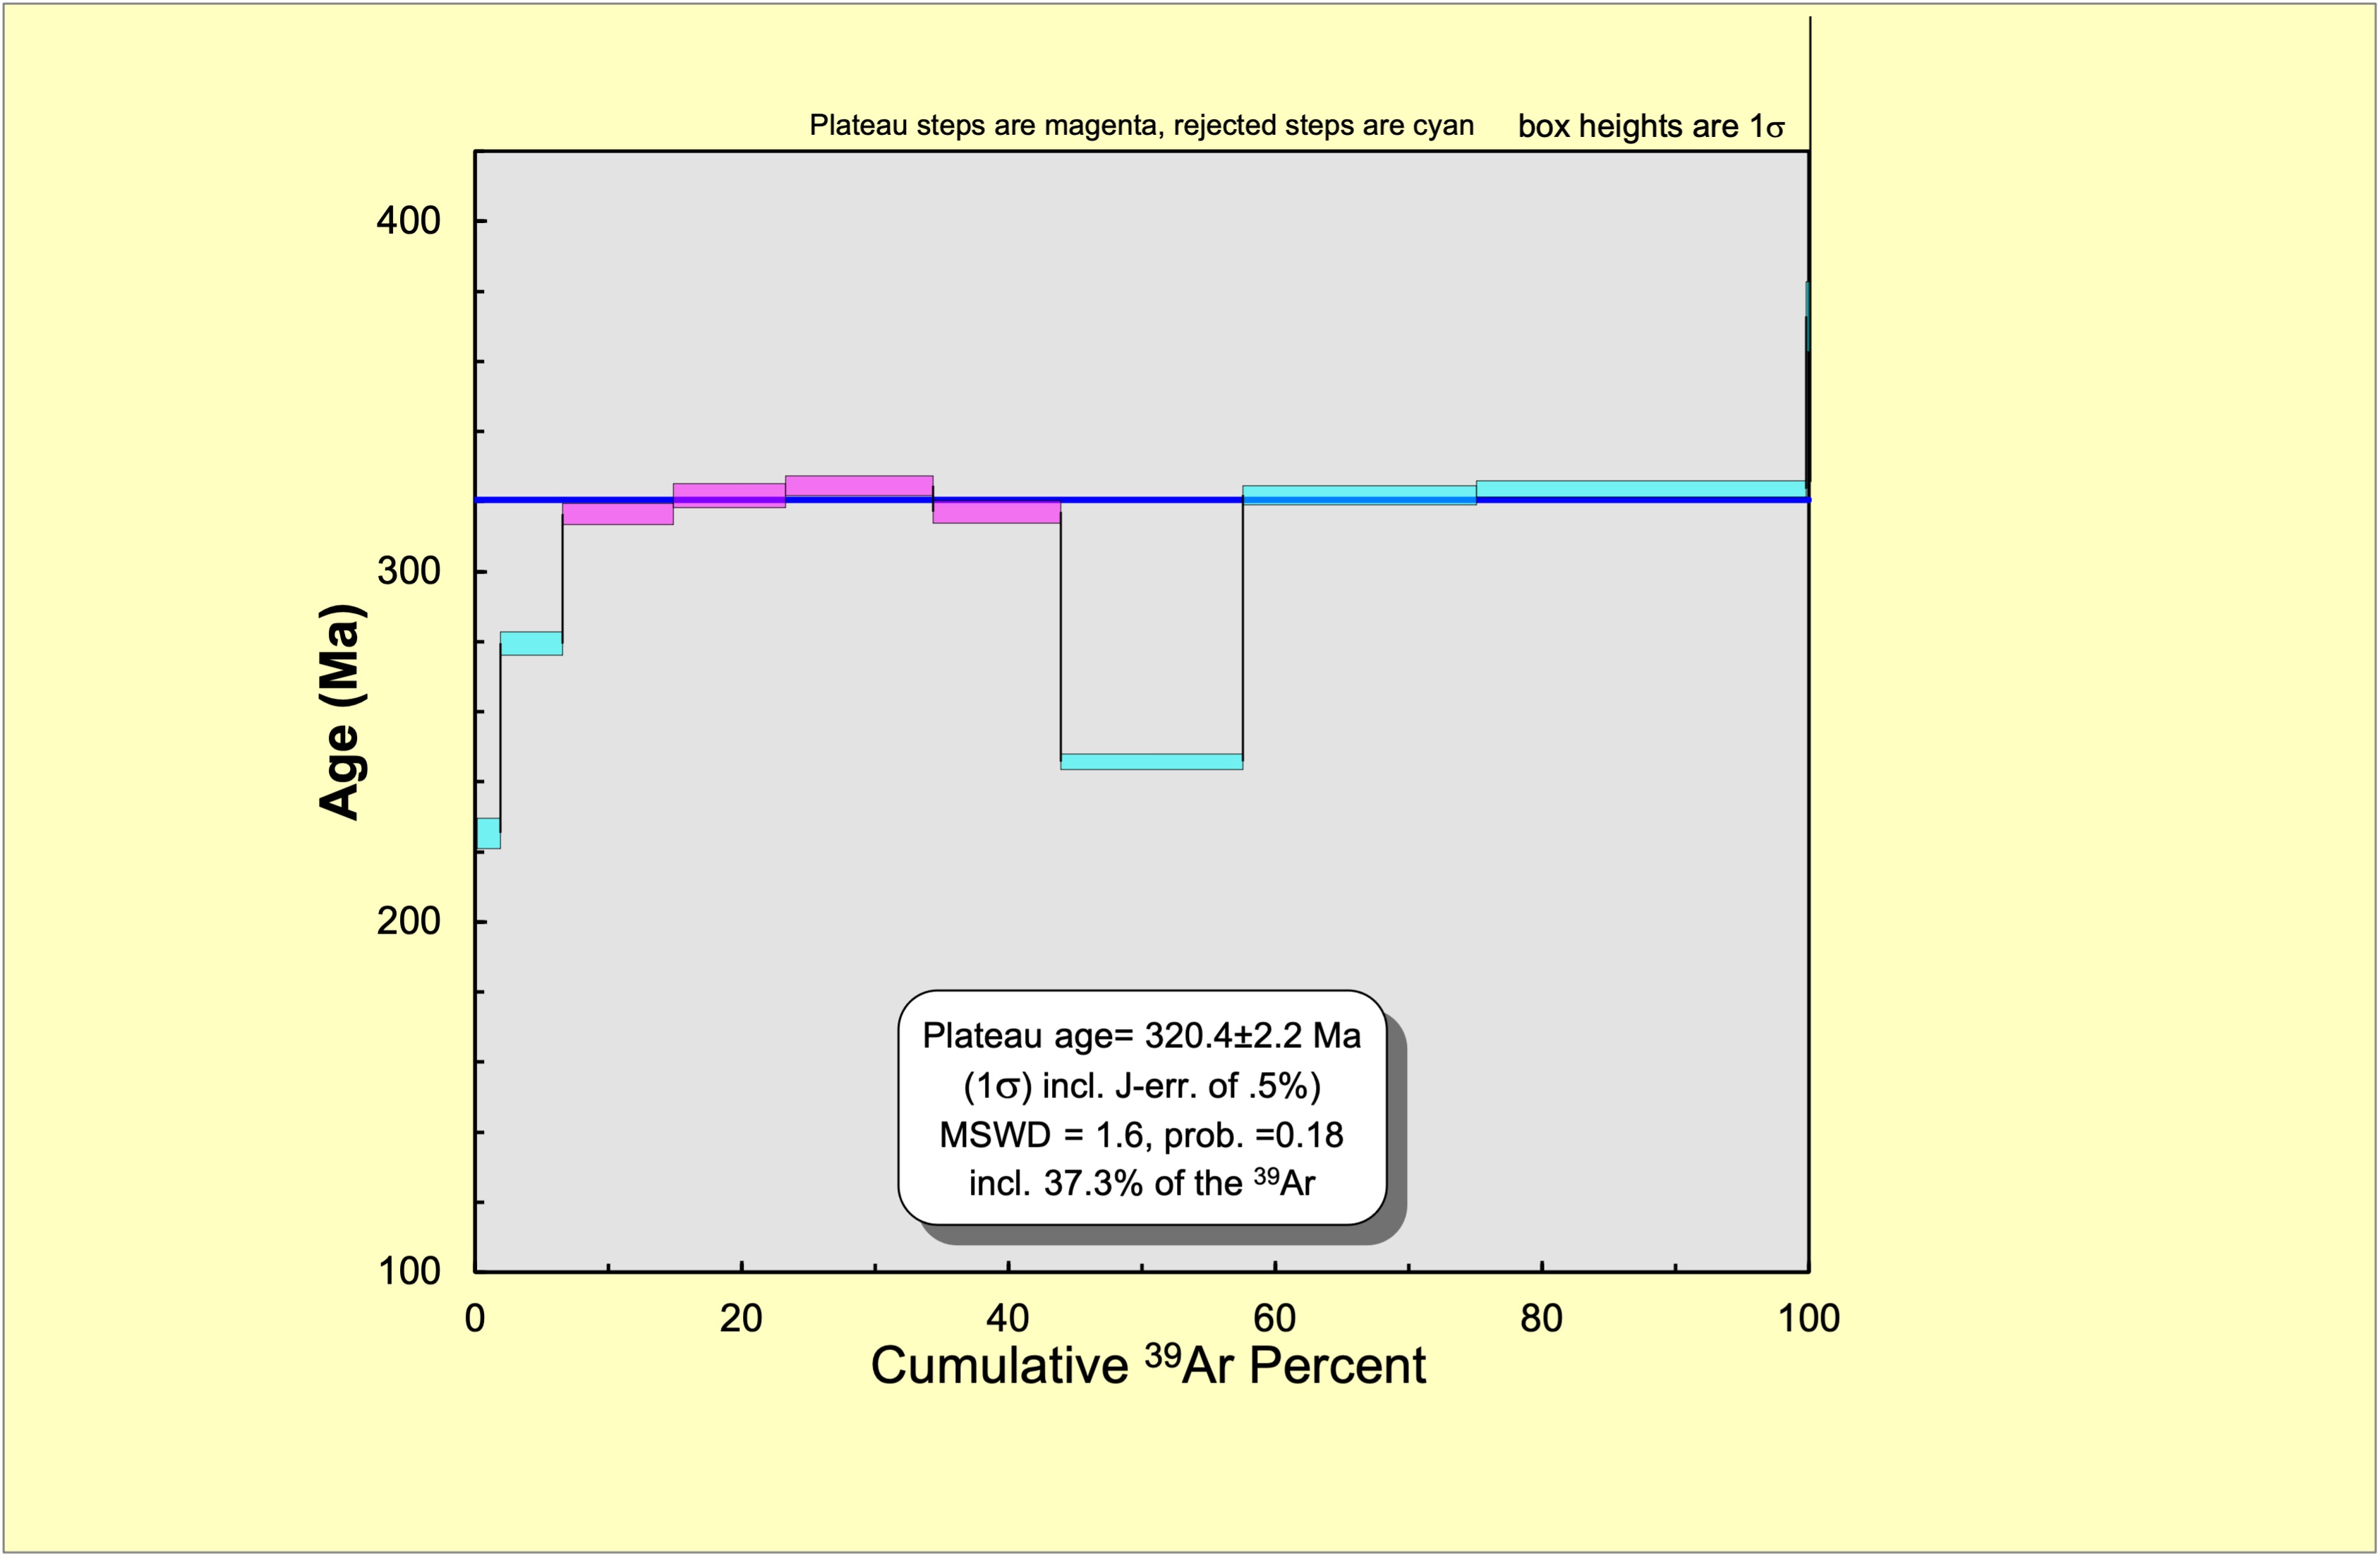 Plateau steps are magenta, rejected steps are cyan box heights are 1σ
400
300
200
100
Age (Ma)
Plateau age= 320.4±2.2 Ma
(1σ) incl. J-err. of .5%)
MSWD = 1.6, prob. =0.18
incl. 37.3% of the ³⁹Ar
0 20 40 60 80 100
Cumulative ³⁹Ar Percent